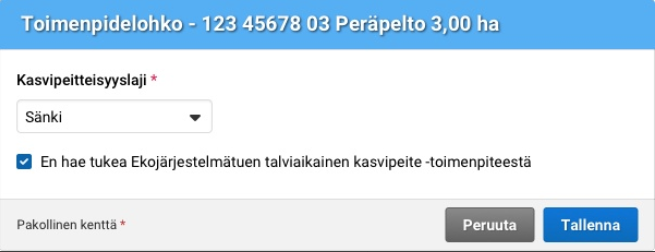 Toimenpidelohko - 123 45678 03 Peräpelto 3,00 ha
Kasvipeitteisyyslaji *
Sänki
En hae tukea Ekojärjestelmätuen talviaikainen kasvipeite -toimenpiteestä
Pakollinen kenttä * Peruuta Tallenna